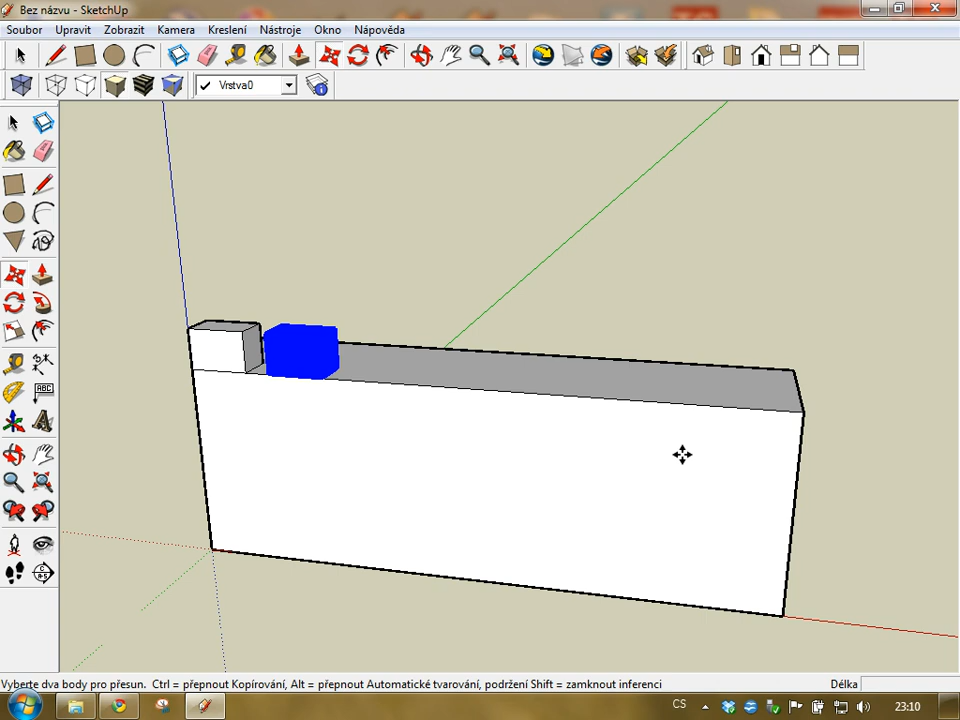 Bez názvu - SketchUp
Soubor Upravit Zobrazit Kamera Kreslení Nástroje Okno Nápověda
Vrstva0
ABC
A
Vyberte dva body pro přesun. Ctrl = přepnout Kopírování, Alt = přepnout Automatické tvarování, podržení Shift = zamknout inferenci Délka
CS 23:10